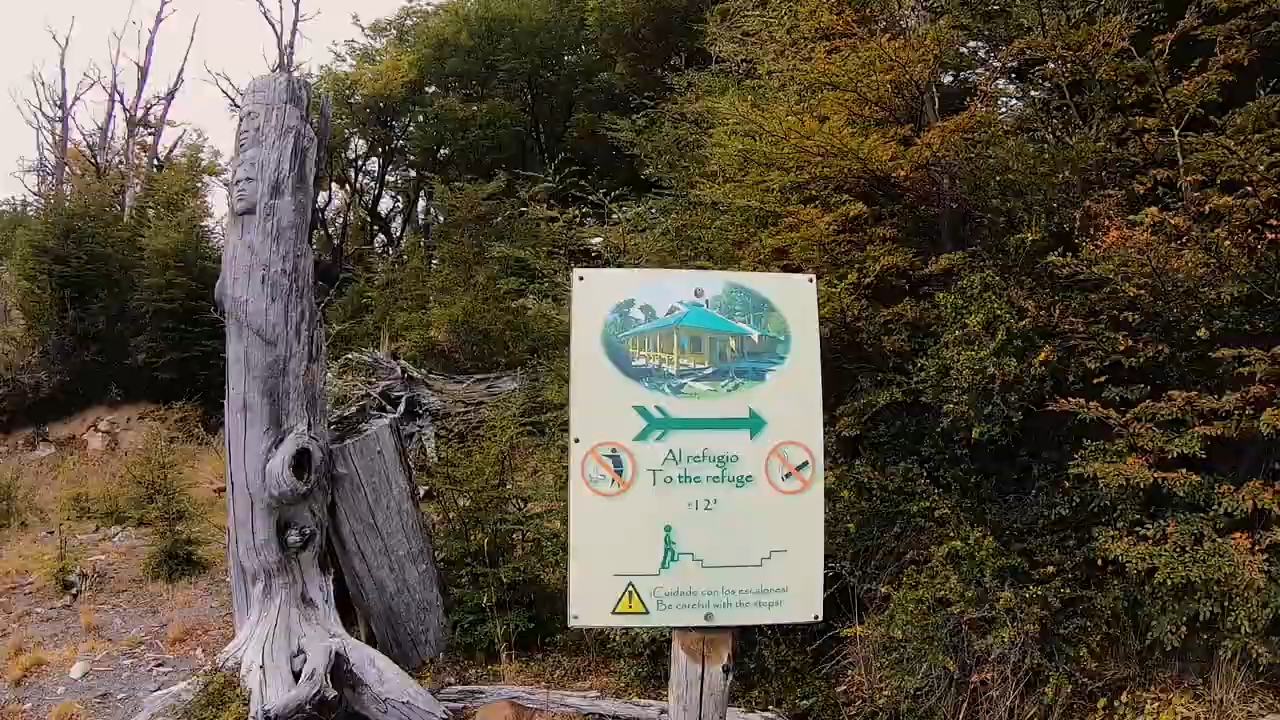 Al refugio
To the refuge
±12'
¡Cuidado con los escalones!
Be careful with the steps!